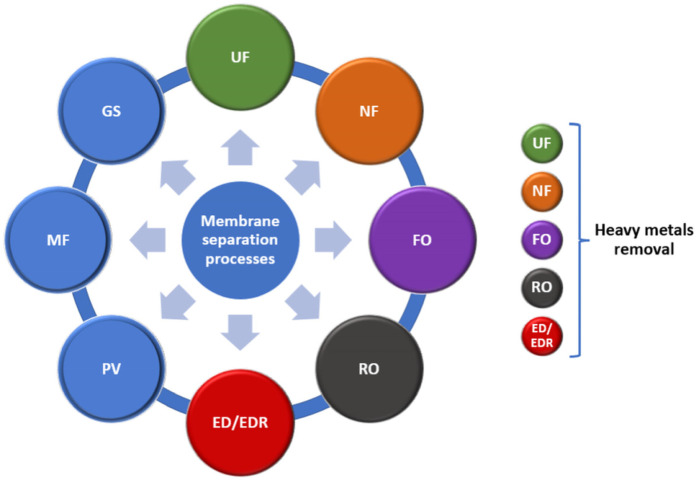 UF
NF
FO
RO
ED/EDR
PV
MF
GS
Membrane
separation
processes
UF
NF
FO
RO
ED/
EDR
Heavy metals
removal